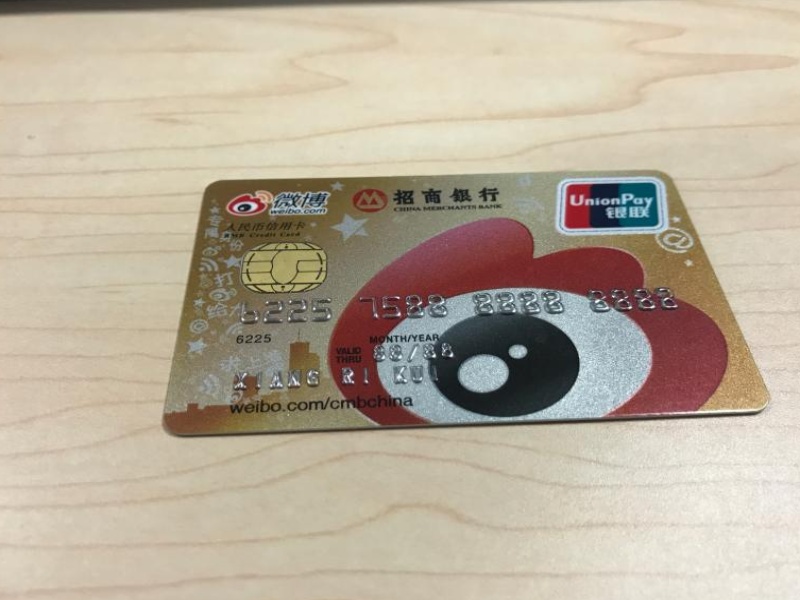 微博
weibo.com
招商银行
CHINA MERCHANTS BANK
UnionPay
银联
人民币信用卡
RMB Credit Card
@
6225 7588 8888 8888
6225
MONTH/YEAR
VALID THRU 88/88
XIANG RI KUI
weibo.com/cmbchina